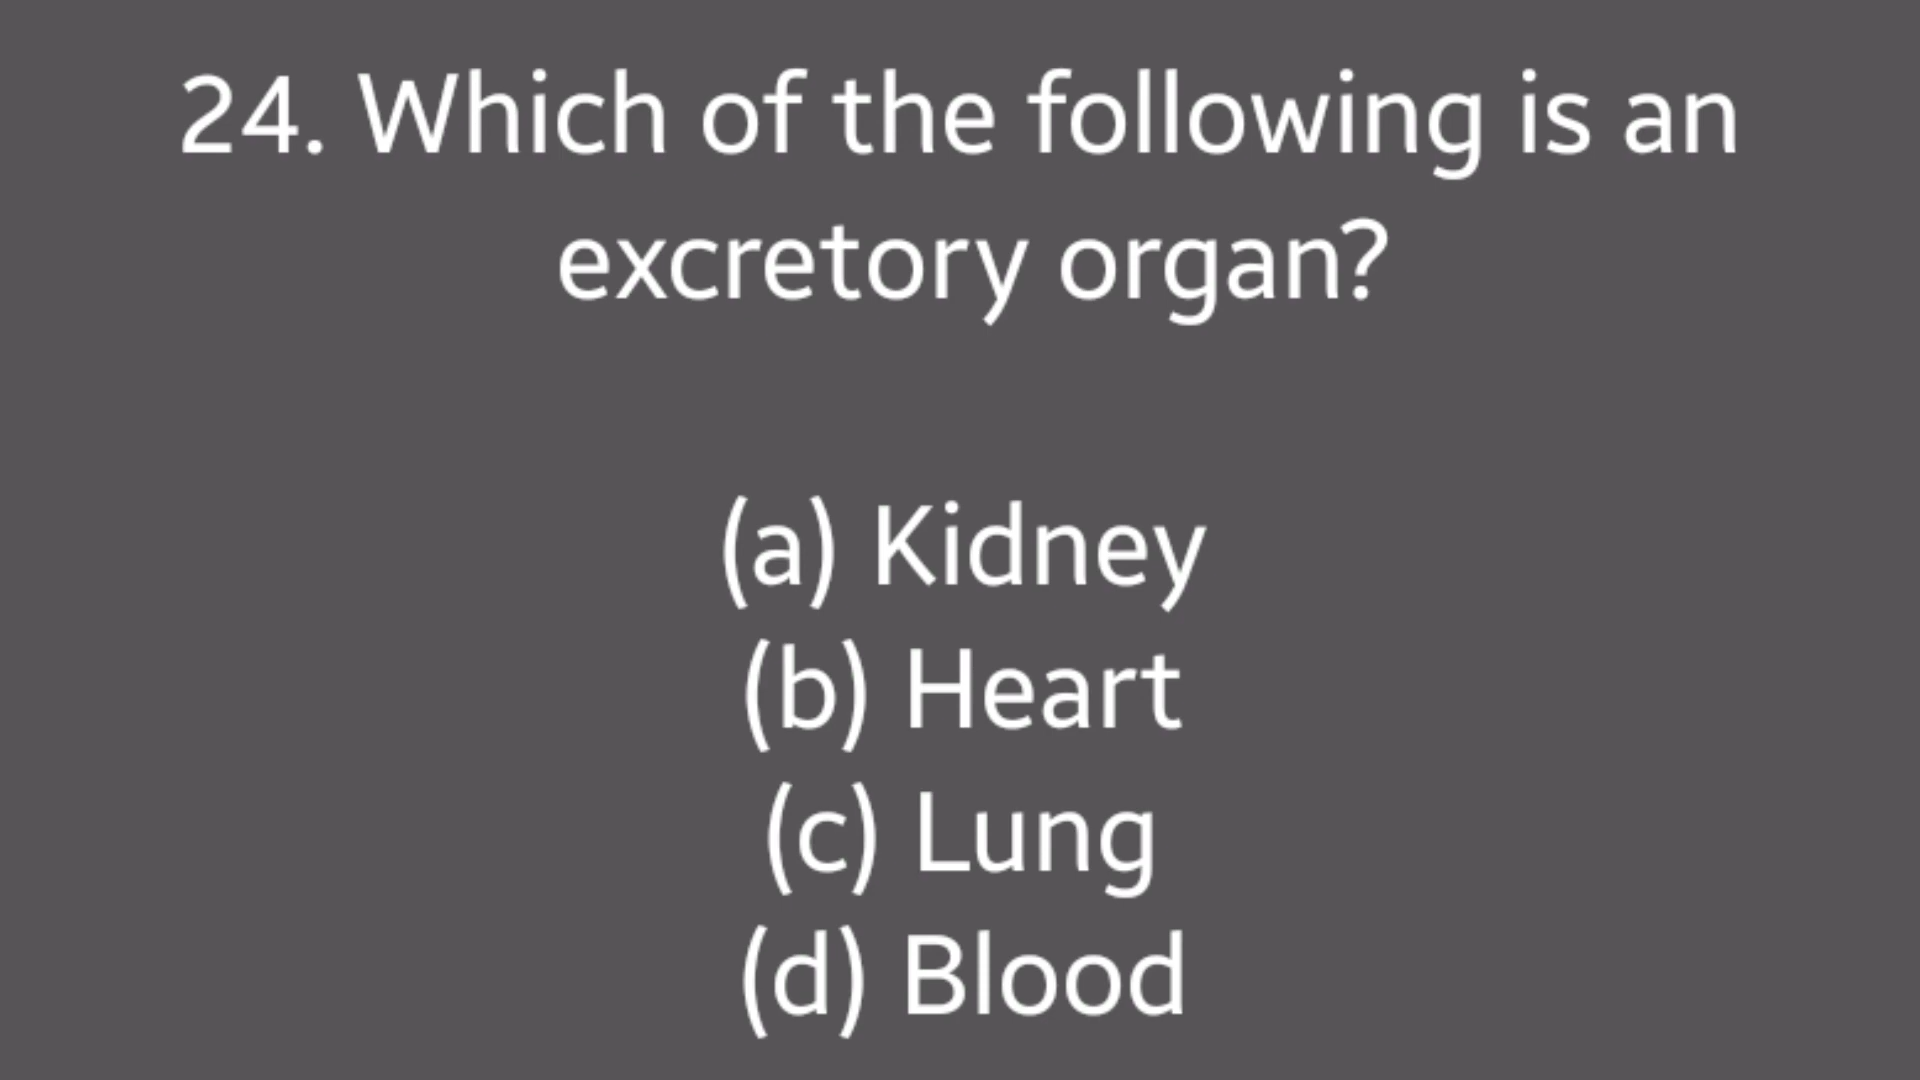 24. Which of the following is an
excretory organ?
(a) Kidney
(b) Heart
(c) Lung
(d) Blood